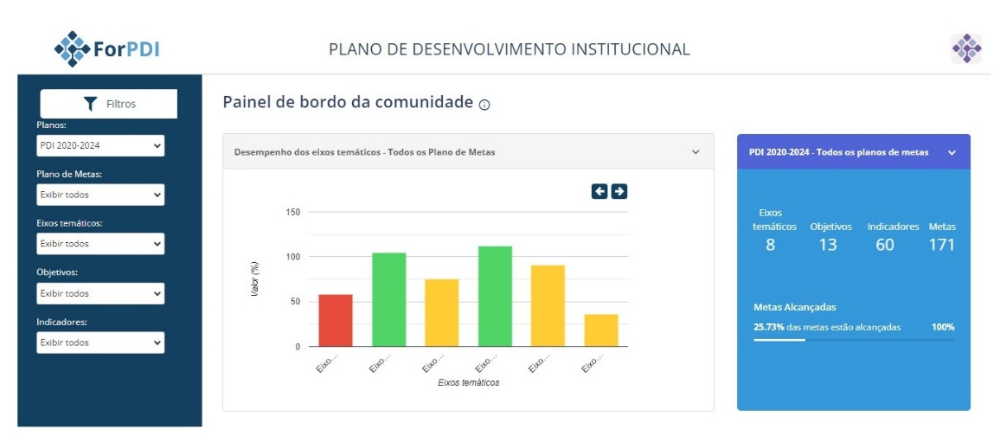 ForPDI
PLANO DE DESENVOLVIMENTO INSTITUCIONAL
Filtros
Planos:
PDI 2020-2024
Plano de Metas:
Exibir todos
Eixos temáticos:
Exibir todos
Objetivos:
Exibir todos
Indicadores:
Exibir todos
Painel de bordo da comunidade
Desempenho dos eixos temáticos - Todos os Plano de Metas
150
100
50
0
Valor (%)
Eixo...
Eixo...
Eixo...
Eixo...
Eixo...
Eixo...
Eixos temáticos
PDI 2020-2024 - Todos os planos de metas
Eixos
temáticos Objetivos Indicadores Metas
8 13 60 171
Metas Alcançadas
25.73% das metas estão alcançadas 100%